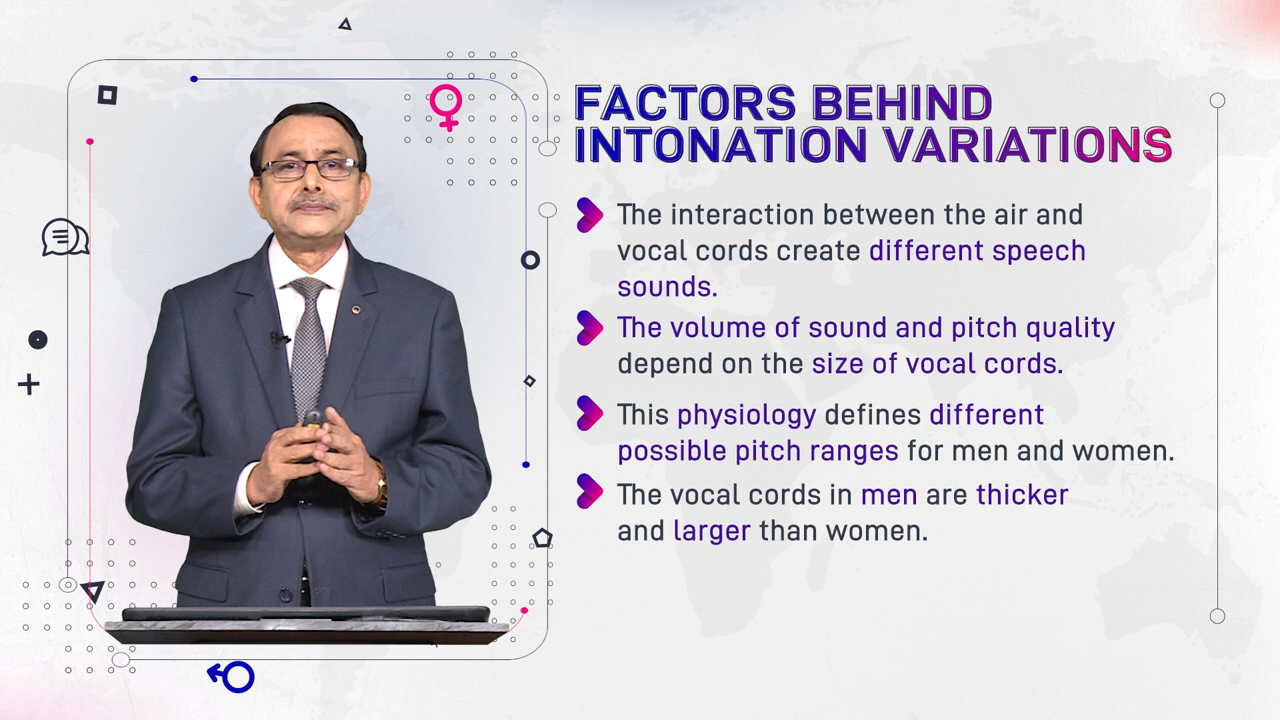 FACTORS BEHIND
INTONATION VARIATIONS
The interaction between the air and
vocal cords create different speech
sounds.
The volume of sound and pitch quality
depend on the size of vocal cords.
This physiology defines different
possible pitch ranges for men and women.
The vocal cords in men are thicker
and larger than women.